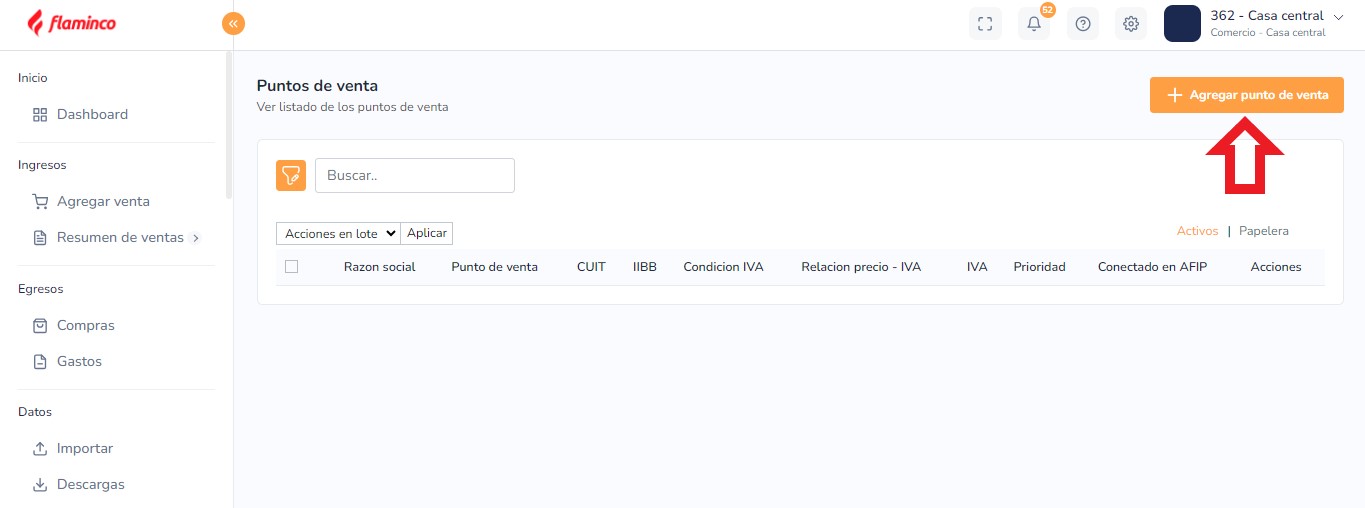 flaminco
52
362 - Casa central
Comercio - Casa central
Inicio
Dashboard
Ingresos
Agregar venta
Resumen de ventas
Egresos
Compras
Gastos
Datos
Importar
Descargas
Puntos de venta
Ver listado de los puntos de venta
Agregar punto de venta
Buscar..
Acciones en lote Aplicar
Activos | Papelera
Razon social Punto de venta CUIT IIBB Condicion IVA Relacion precio - IVA IVA Prioridad Conectado en AFIP Acciones